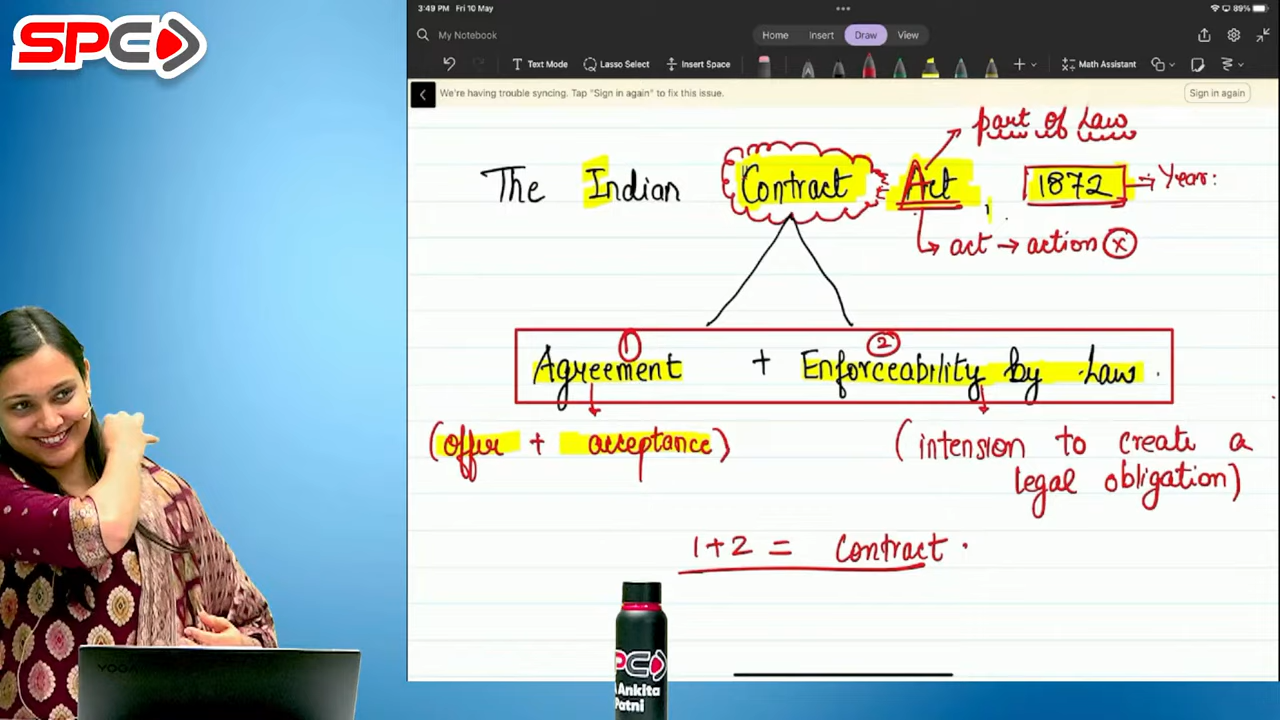 SPC
3:49 PM Fri 10 May
89%
My Notebook
Home Insert Draw View
Text Mode Lasso Select Insert Space Math Assistant
We're having trouble syncing. Tap "Sign in again" to fix this issue.
Sign in again
part of Law
The Indian Contract Act, 1872 → Year:
act → action x
1 2
Agreement + Enforceability by Law.
(offer + acceptance)
(intension to create a
legal obligation)
1+2 = Contract.
YOGA
SPC
Ankita
Patni